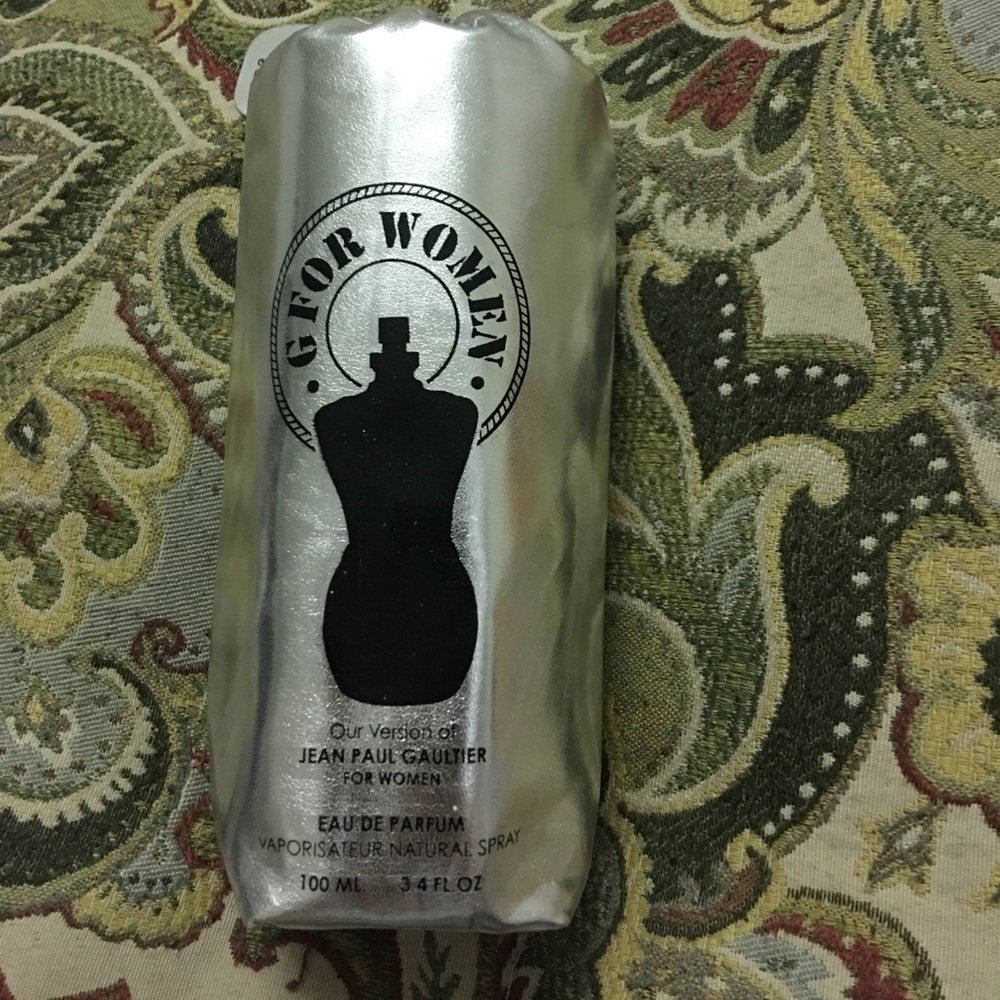 G FOR WOMEN
Our Version of
JEAN PAUL GAULTIER
FOR WOMEN
EAU DE PARFUM
VAPORISATEUR NATURAL SPRAY
100 ML. 3.4 FL.OZ